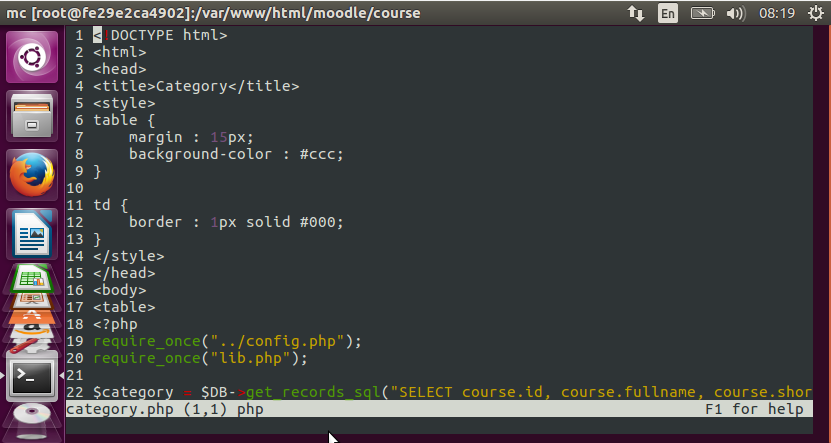 mc [root@fe29e2ca4902]:/var/www/html/moodle/course En 08:19
1 <!DOCTYPE html>
2 <html>
3 <head>
4 <title>Category</title>
5 <style>
6 table {
7     margin : 15px;
8     background-color : #ccc;
9 }
10
11 td {
12     border : 1px solid #000;
13 }
14 </style>
15 </head>
16 <body>
17 <table>
18 <?php
19 require_once("../config.php");
20 require_once("lib.php");
21
22 $category = $DB->get_records_sql("SELECT course.id, course.fullname, course.shor
category.php (1,1) php F1 for help